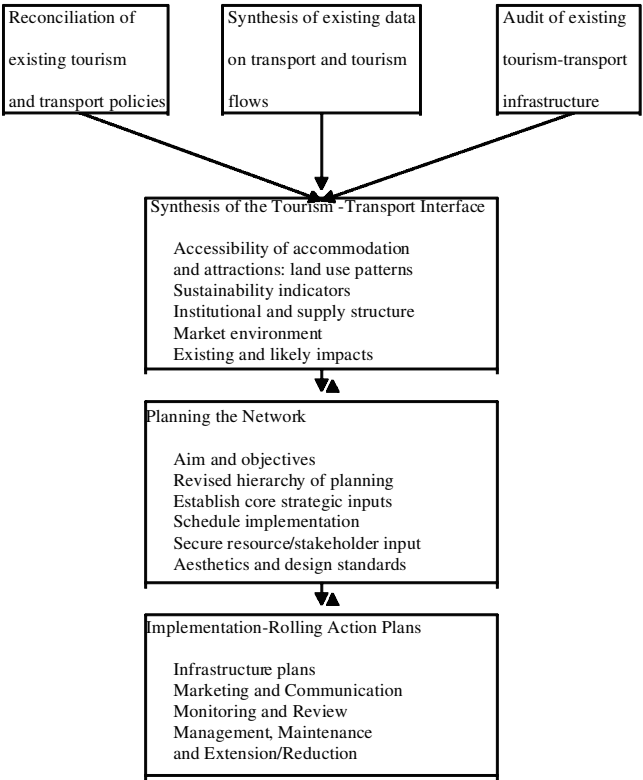 Reconciliation of
existing tourism
and transport policies
Synthesis of existing data
on transport and tourism
flows
Audit of existing
tourism-transport
infrastructure
Synthesis of the Tourism -Transport Interface
Accessibility of accommodation
and attractions: land use patterns
Sustainability indicators
Institutional and supply structure
Market environment
Existing and likely impacts
Planning the Network
Aim and objectives
Revised hierarchy of planning
Establish core strategic inputs
Schedule implementation
Secure resource/stakeholder input
Aesthetics and design standards
Implementation-Rolling Action Plans
Infrastructure plans
Marketing and Communication
Monitoring and Review
Management, Maintenance
and Extension/Reduction